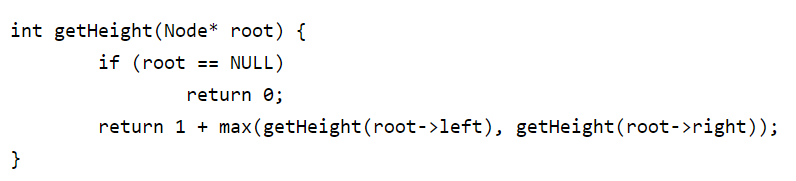 int getHeight(Node* root) {
        if (root == NULL)
                return 0;
        return 1 + max(getHeight(root->left), getHeight(root->right));
}